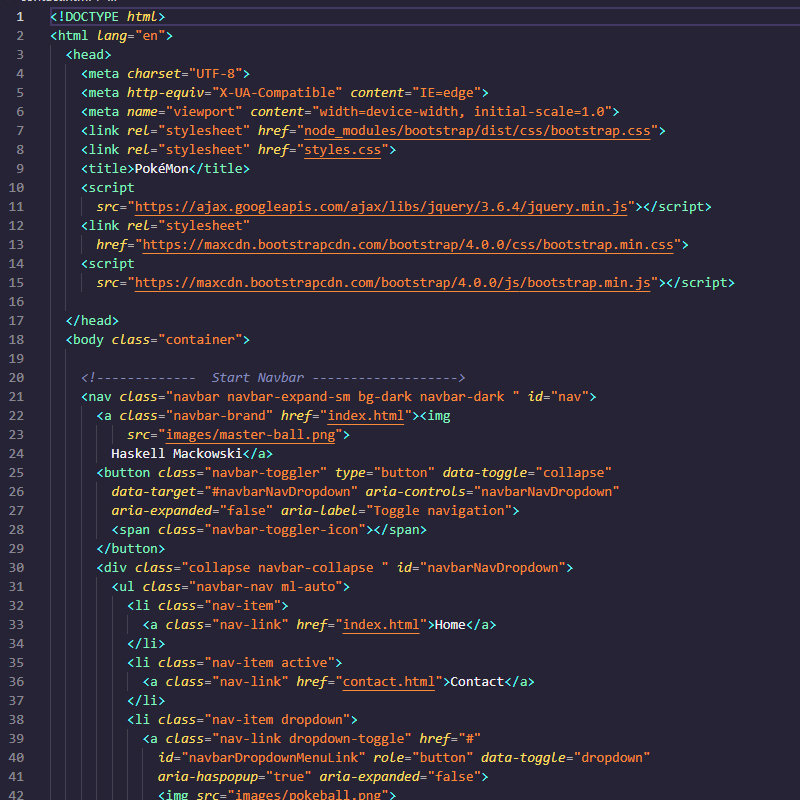 1 <!DOCTYPE html>
2 <html lang="en">
3 <head>
4 <meta charset="UTF-8">
5 <meta http-equiv="X-UA-Compatible" content="IE=edge">
6 <meta name="viewport" content="width=device-width, initial-scale=1.0">
7 <link rel="stylesheet" href="node_modules/bootstrap/dist/css/bootstrap.css">
8 <link rel="stylesheet" href="styles.css">
9 <title>PokéMon</title>
10 <script
11 src="https://ajax.googleapis.com/ajax/libs/jquery/3.6.4/jquery.min.js"></script>
12 <link rel="stylesheet"
13 href="https://maxcdn.bootstrapcdn.com/bootstrap/4.0.0/css/bootstrap.min.css">
14 <script
15 src="https://maxcdn.bootstrapcdn.com/bootstrap/4.0.0/js/bootstrap.min.js"></script>
16
17 </head>
18 <body class="container">
19
20 <!-------------  Start Navbar ------------------->
21 <nav class="navbar navbar-expand-sm bg-dark navbar-dark " id="nav">
22 <a class="navbar-brand" href="index.html"><img
23 src="images/master-ball.png">
24 Haskell Mackowski</a>
25 <button class="navbar-toggler" type="button" data-toggle="collapse"
26 data-target="#navbarNavDropdown" aria-controls="navbarNavDropdown"
27 aria-expanded="false" aria-label="Toggle navigation">
28 <span class="navbar-toggler-icon"></span>
29 </button>
30 <div class="collapse navbar-collapse " id="navbarNavDropdown">
31 <ul class="navbar-nav ml-auto">
32 <li class="nav-item">
33 <a class="nav-link" href="index.html">Home</a>
34 </li>
35 <li class="nav-item active">
36 <a class="nav-link" href="contact.html">Contact</a>
37 </li>
38 <li class="nav-item dropdown">
39 <a class="nav-link dropdown-toggle" href="#"
40 id="navbarDropdownMenuLink" role="button" data-toggle="dropdown"
41 aria-haspopup="true" aria-expanded="false">
42 <img src="images/pokeball.png">